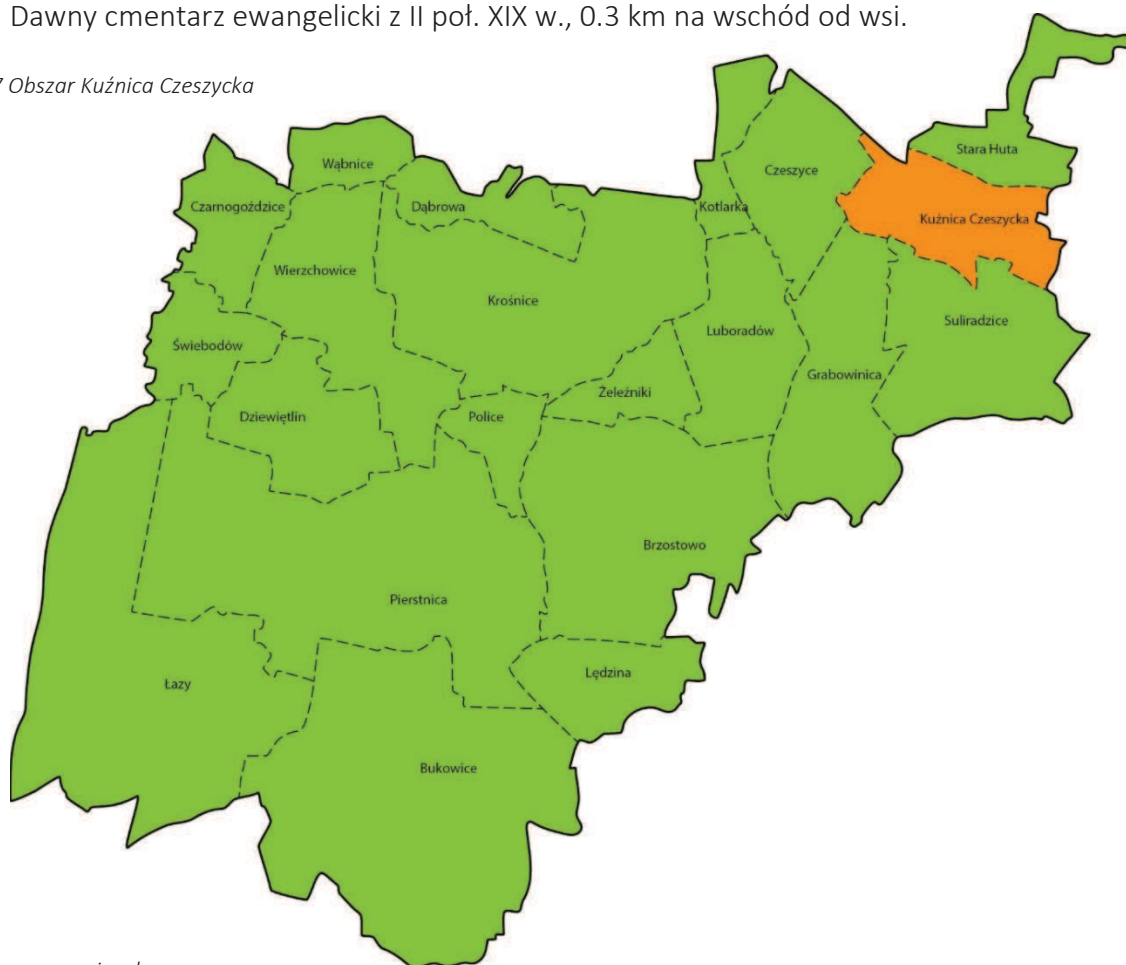 Dawny cmentarz ewangelicki z II poł. XIX w., 0.3 km na wschód od wsi.
7 Obszar Kuźnica Czeszycka
Stara Huta
Wąbnice
Czeszyce
Czarnogoździce
Dąbrowa
Kotlarka
Kuźnica Czeszycka
Wierzchowice
Krośnice
Suliradzice
Luboradów
Świebodów
Grabowinica
Żeleźniki
Dziewiętlin
Police
Brzostowo
Pierstnica
Lędzina
Łazy
Bukowice